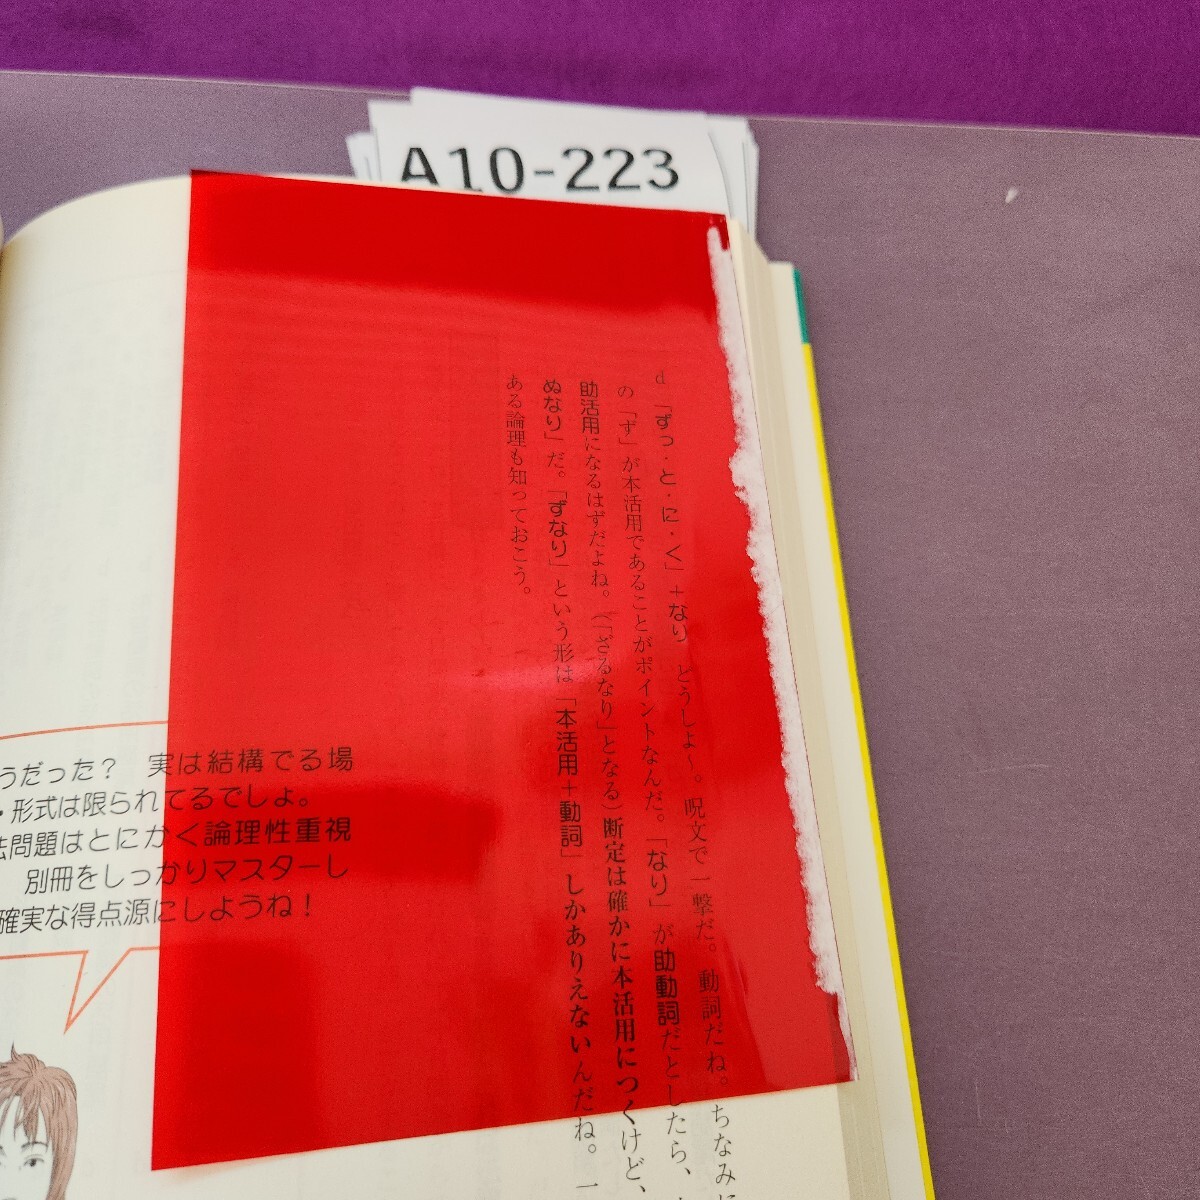 A10-223
d「ずっ・と・に・く」+なり　どうしよ～。呪文で一撃だ。動詞だね。ちなみに
の「ず」が本活用であることがポイントなんだ。「なり」が助動詞だとしたら、
助活用になるはずだよね。(「ざるなり」となる)断定は確かに本活用につくけど、
ぬなり」だ。「ずなり」という形は「本活用+動詞」しかありえないんだね。一
ある論理も知っておこう。
うだった？　実は結構でる場
・形式は限られてるでしょ。
法問題はとにかく論理性重視
別冊をしっかりマスターし
確実な得点源にしようね！